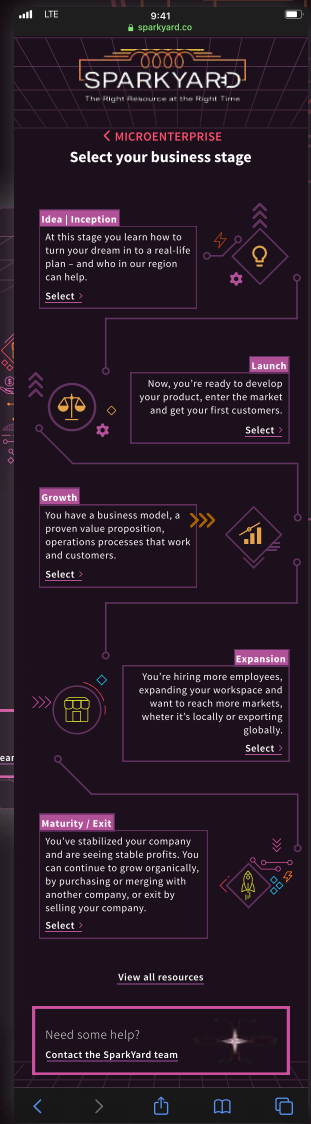 LTE
9:41
sparkyard.co
SPARKYARD
The Right Resource at the Right Time
MICROENTERPRISE
Select your business stage
Idea | Inception
At this stage you learn how to
turn your dream in to a real-life
plan – and who in our region
can help.
Select
Launch
Now, you're ready to develop
your product, enter the market
and get your first customers.
Select
Growth
You have a business model, a
proven value proposition,
operations processes that work
and customers.
Select
Expansion
You're hiring more employees,
expanding your workspace and
want to reach more markets,
wheter it's locally or exporting
globally.
Select
Maturity / Exit
You've stabilized your company
and are seeing stable profits. You
can continue to grow organically,
by purchasing or merging with
another company, or exit by
selling your company.
Select
View all resources
Need some help?
Contact the SparkYard team